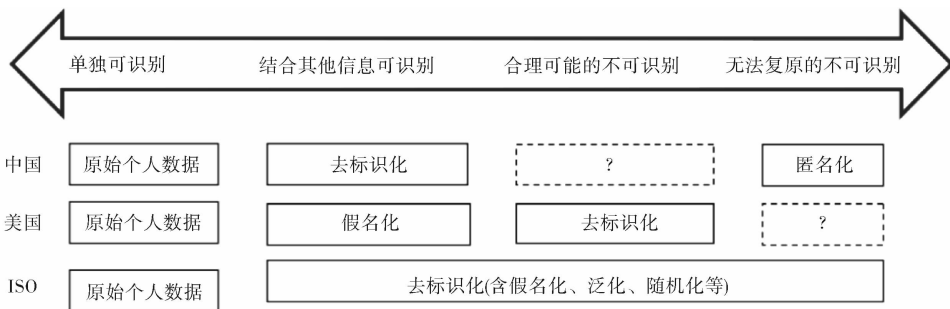 单独可识别 结合其他信息可识别 合理可能的不可识别 无法复原的不可识别
中国 原始个人数据 去标识化 ? 匿名化
美国 原始个人数据 假名化 去标识化 ?
ISO 原始个人数据 去标识化(含假名化、泛化、随机化等)